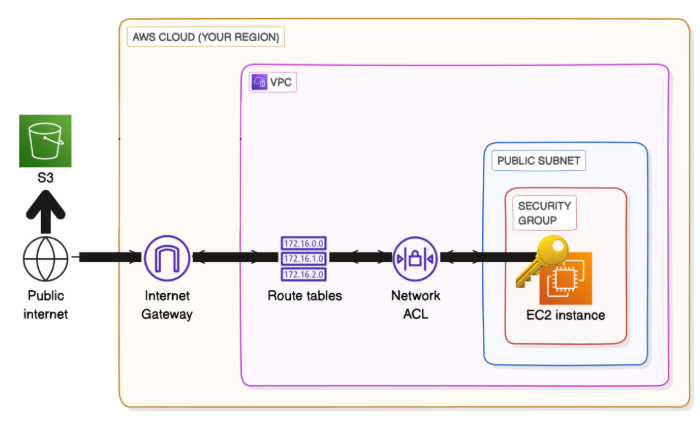 AWS CLOUD (YOUR REGION)
VPC
PUBLIC SUBNET
S3
SECURITY
GROUP
172.16.0.0
172.16.1.0
172.16.2.0
Public
internet
Internet
Gateway
Route tables
Network
ACL
EC2 instance